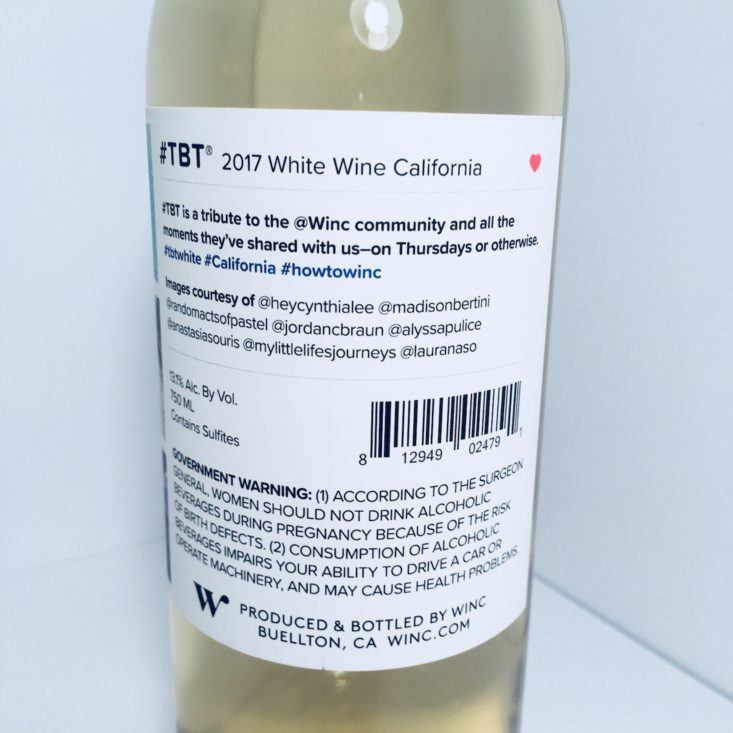 #TBT® 2017 White Wine California
#TBT is a tribute to the @Winc community and all the
moments they've shared with us—on Thursdays or otherwise.
#tbtwhite #California #howtowinc
Images courtesy of @heycynthialee @madisonbertini
@randomactsofpastel @jordancbraun @alyssapulice
@anastasiasouris @mylittlelifesjourneys @lauranaso
13.1% Alc. By Vol.
750 ML
Contains Sulfites
8 12949 02479 1
GOVERNMENT WARNING: (1) ACCORDING TO THE SURGEON
GENERAL, WOMEN SHOULD NOT DRINK ALCOHOLIC
BEVERAGES DURING PREGNANCY BECAUSE OF THE RISK
OF BIRTH DEFECTS. (2) CONSUMPTION OF ALCOHOLIC
BEVERAGES IMPAIRS YOUR ABILITY TO DRIVE A CAR OR
OPERATE MACHINERY, AND MAY CAUSE HEALTH PROBLEMS.
W PRODUCED & BOTTLED BY WINC
BUELLTON, CA WINC.COM